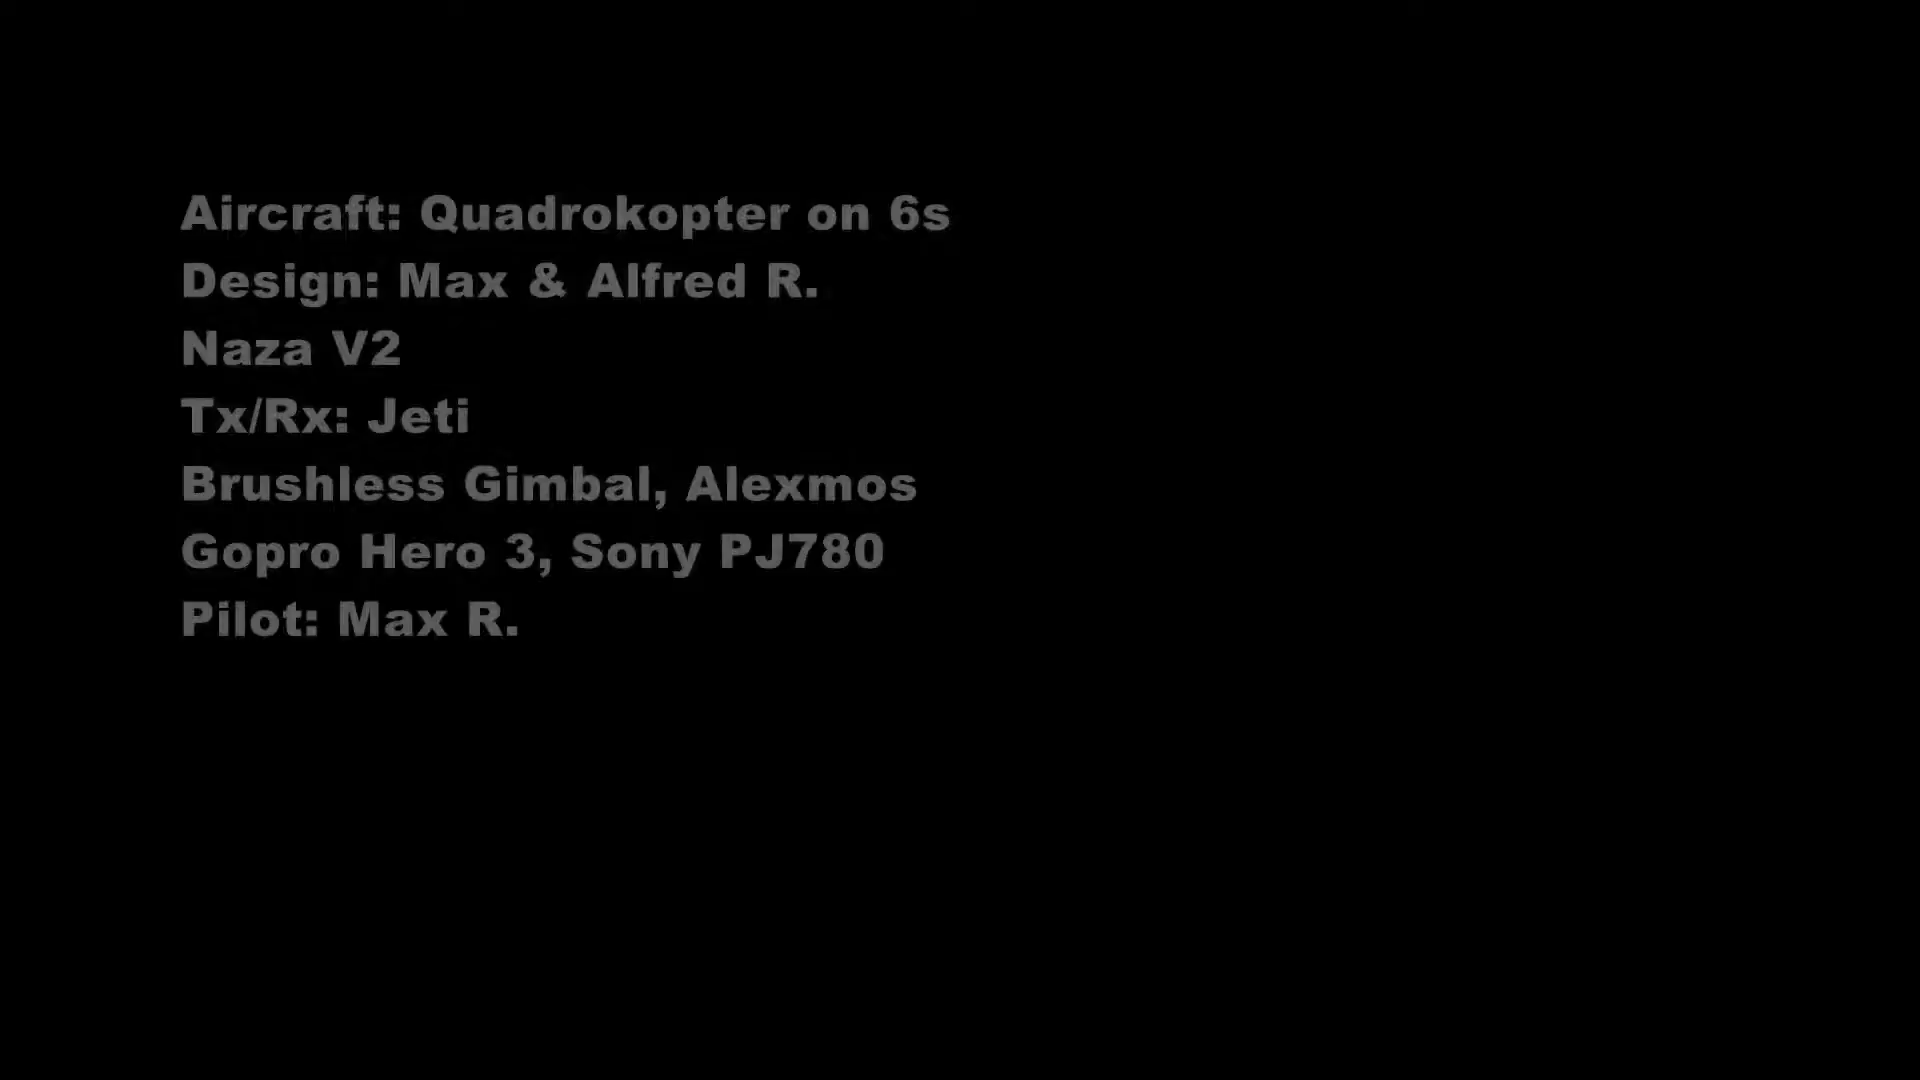 Aircraft: Quadrokopter on 6s
Design: Max & Alfred R.
Naza V2
Tx/Rx: Jeti
Brushless Gimbal, Alexmos
Gopro Hero 3, Sony PJ780
Pilot: Max R.